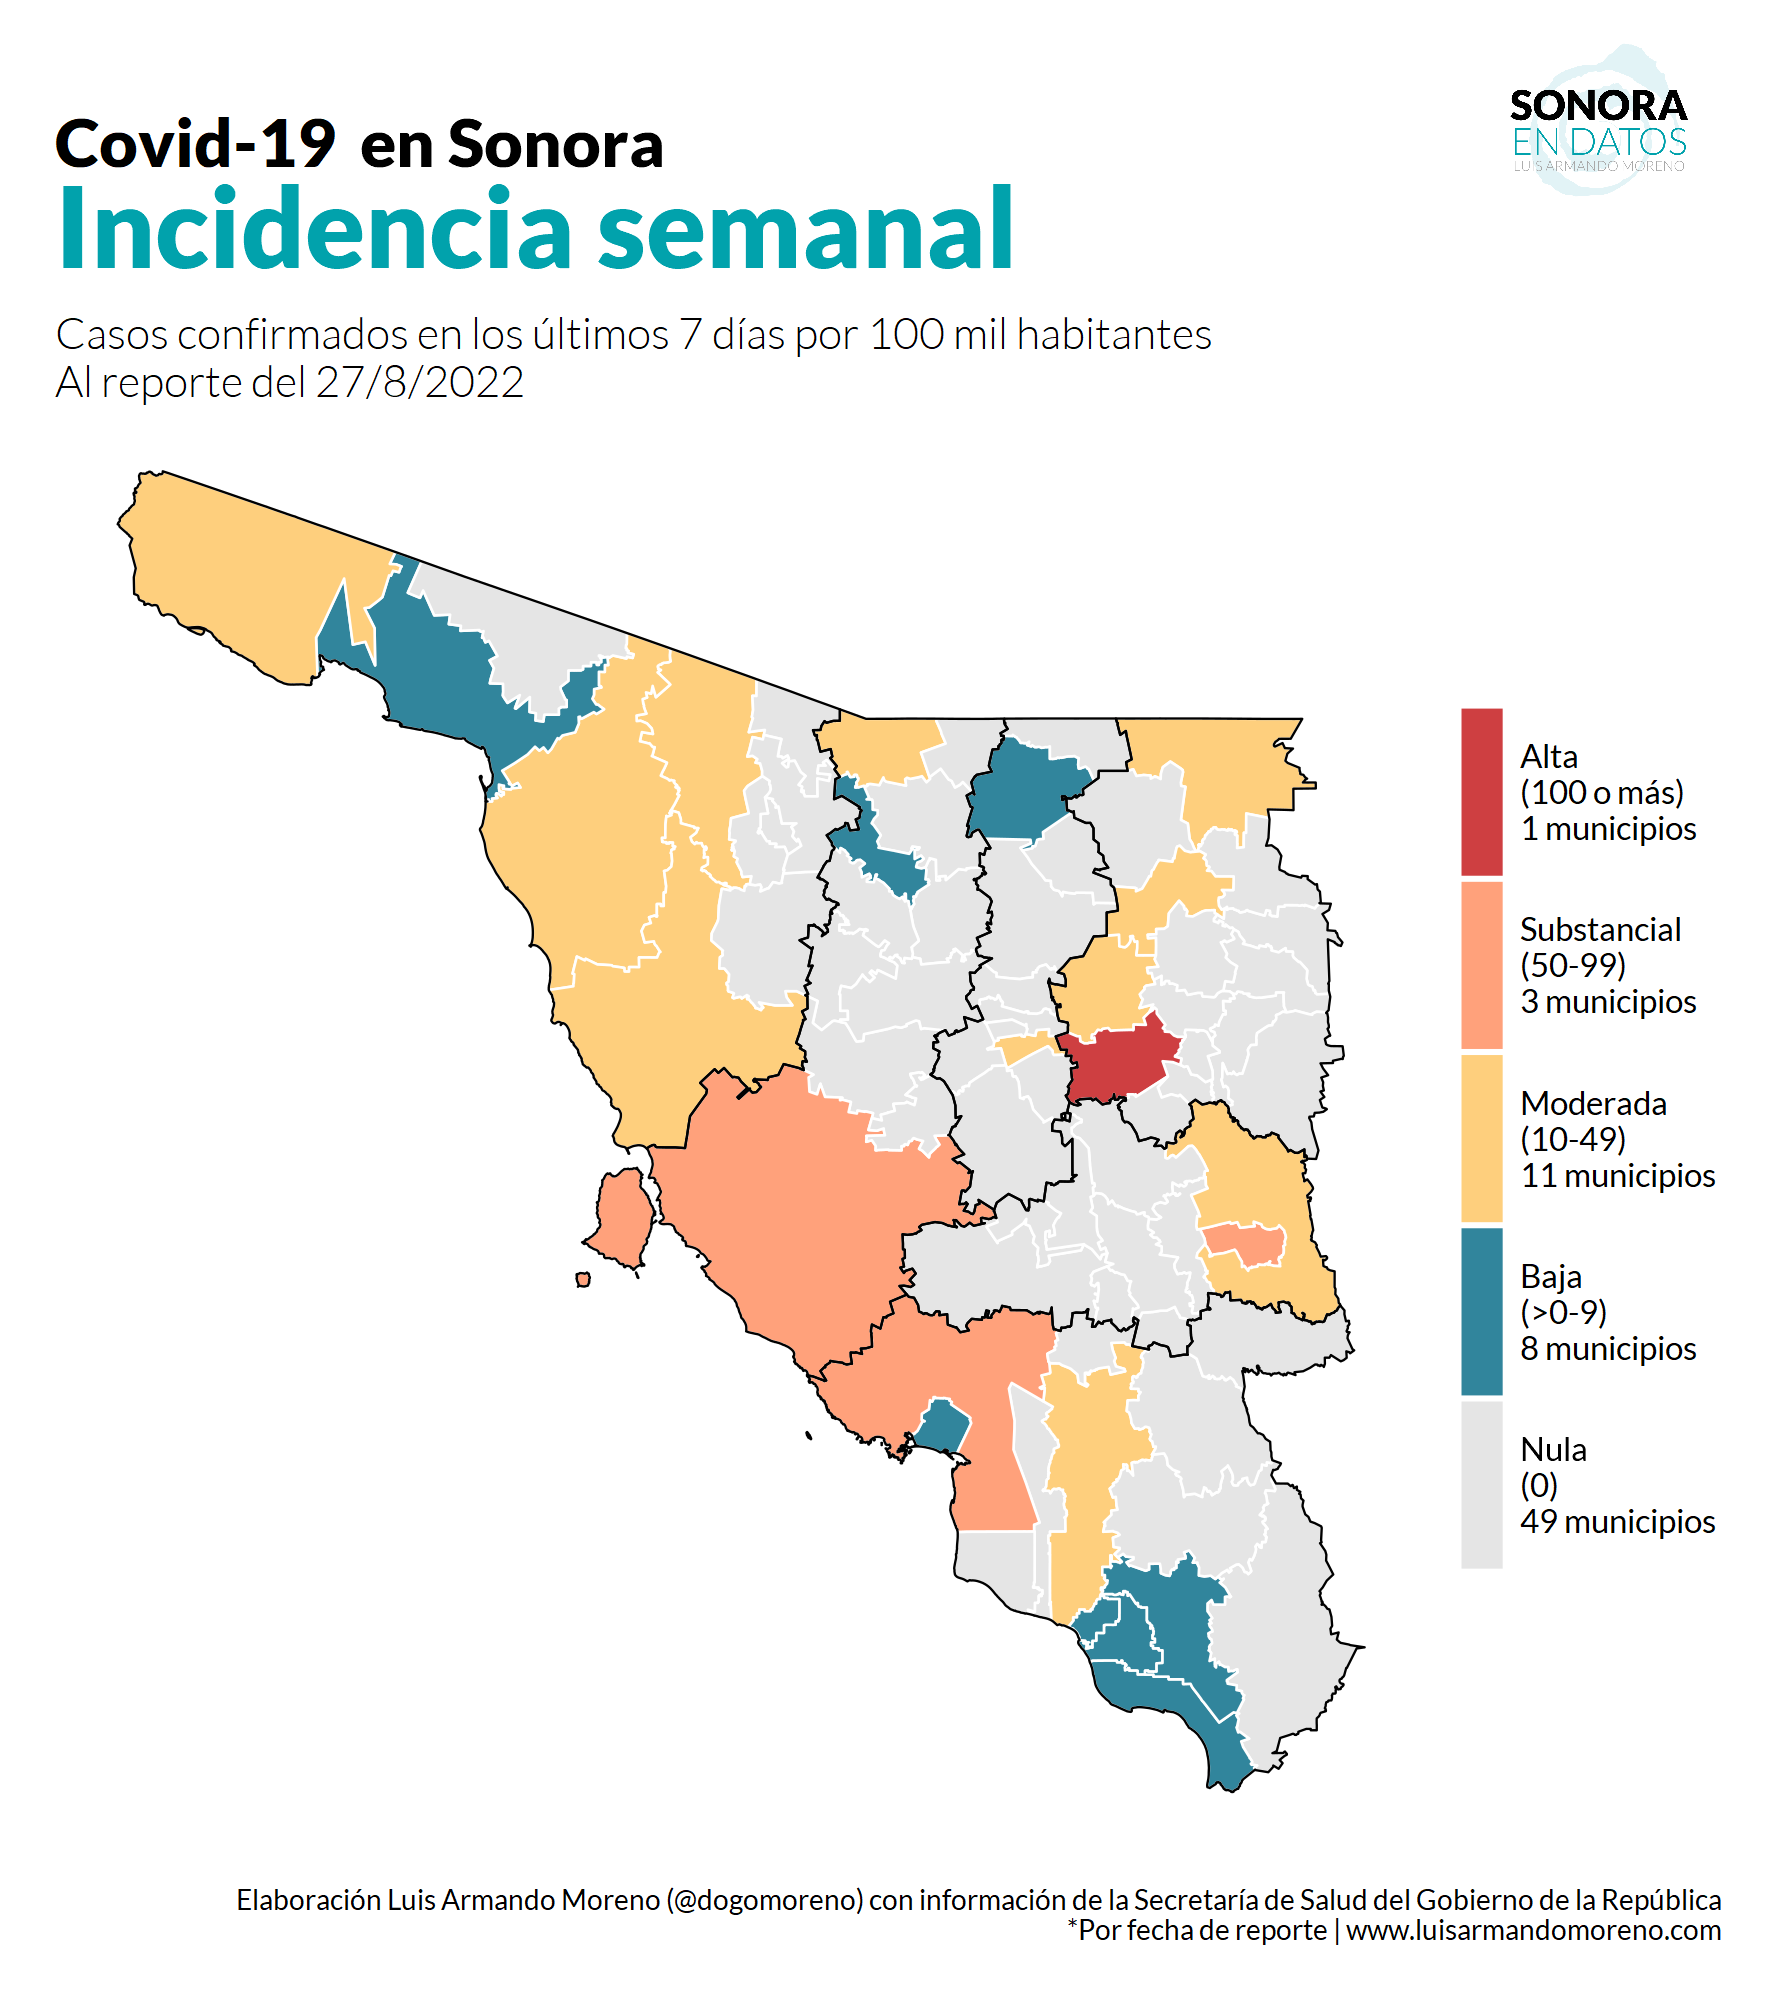 SONORA
EN DATOS
LUIS ARMANDO MORENO
Covid-19 en Sonora
Incidencia semanal
Casos confirmados en los últimos 7 días por 100 mil habitantes
Al reporte del 27/8/2022
Alta
(100 o más)
1 municipios
Substancial
(50-99)
3 municipios
Moderada
(10-49)
11 municipios
Baja
(>0-9)
8 municipios
Nula
(0)
49 municipios
Elaboración Luis Armando Moreno (@dogomoreno) con información de la Secretaría de Salud del Gobierno de la República
*Por fecha de reporte | www.luisarmandomoreno.com